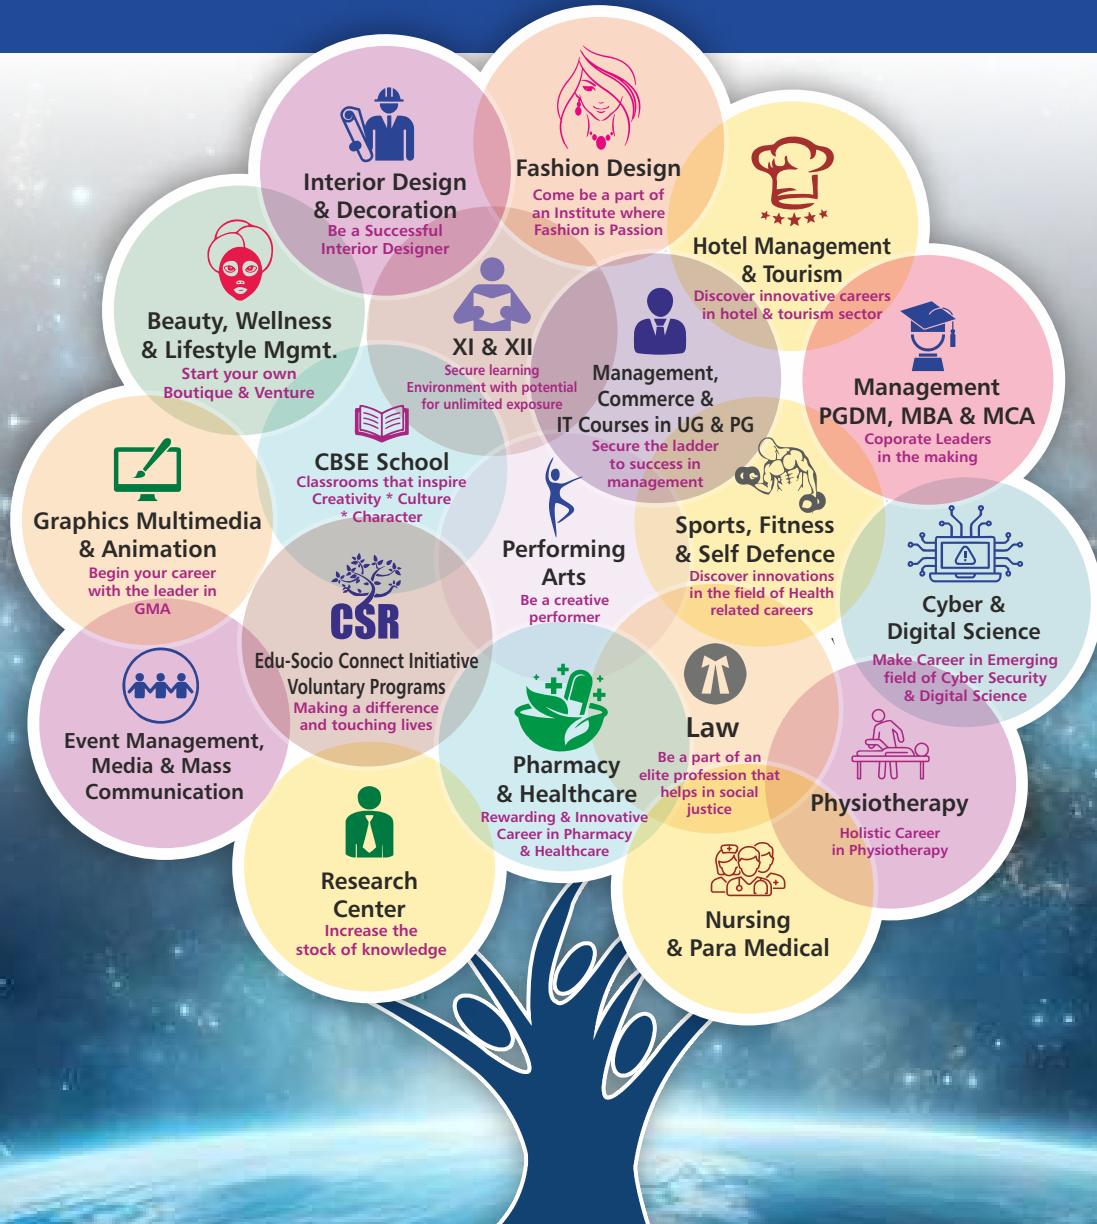 Interior Design
& Decoration
Be a Successful
Interior Designer
Fashion Design
Come be a part of
an Institute where
Fashion is Passion
Hotel Management
& Tourism
Discover innovative careers
in hotel & tourism sector
Beauty, Wellness
& Lifestyle Mgmt.
Start your own
Boutique & Venture
XI & XII
Secure learning
Environment with potential
for unlimited exposure
Management,
Commerce &
IT Courses in UG & PG
Secure the ladder
to success in
management
Management
PGDM, MBA & MCA
Coporate Leaders
in the making
CBSE School
Classrooms that inspire
Creativity * Culture
* Character
Graphics Multimedia
& Animation
Begin your career
with the leader in
GMA
Performing
Arts
Be a creative
performer
Sports, Fitness
& Self Defence
Discover innovations
in the field of Health
related careers
Cyber &
Digital Science
Make Career in Emerging
field of Cyber Security
& Digital Science
CSR
Edu-Socio Connect Initiative
Voluntary Programs
Making a difference
and touching lives
Event Management,
Media & Mass
Communication
Pharmacy
& Healthcare
Rewarding & Innovative
Career in Pharmacy
& Healthcare
Law
Be a part of an
elite profession that
helps in social
justice
Physiotherapy
Holistic Career
in Physiotherapy
Research
Center
Increase the
stock of knowledge
Nursing
& Para Medical